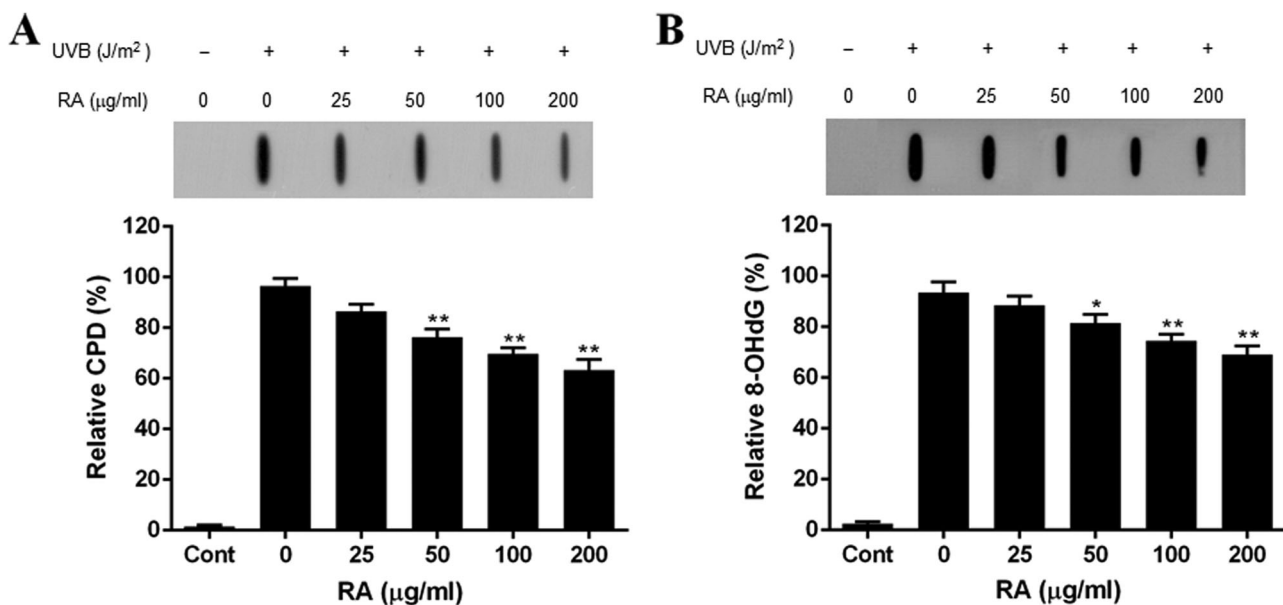 A
UVB (J/m²) – + + + + +
RA (μg/ml) 0 0 25 50 100 200
120
100
80
60
40
20
0
Relative CPD (%)
** ** **
Cont 0 25 50 100 200
RA (μg/ml)
B
UVB (J/m²) – + + + + +
RA (μg/ml) 0 0 25 50 100 200
120
100
80
60
40
20
0
Relative 8-OHdG (%)
* ** **
Cont 0 25 50 100 200
RA (μg/ml)